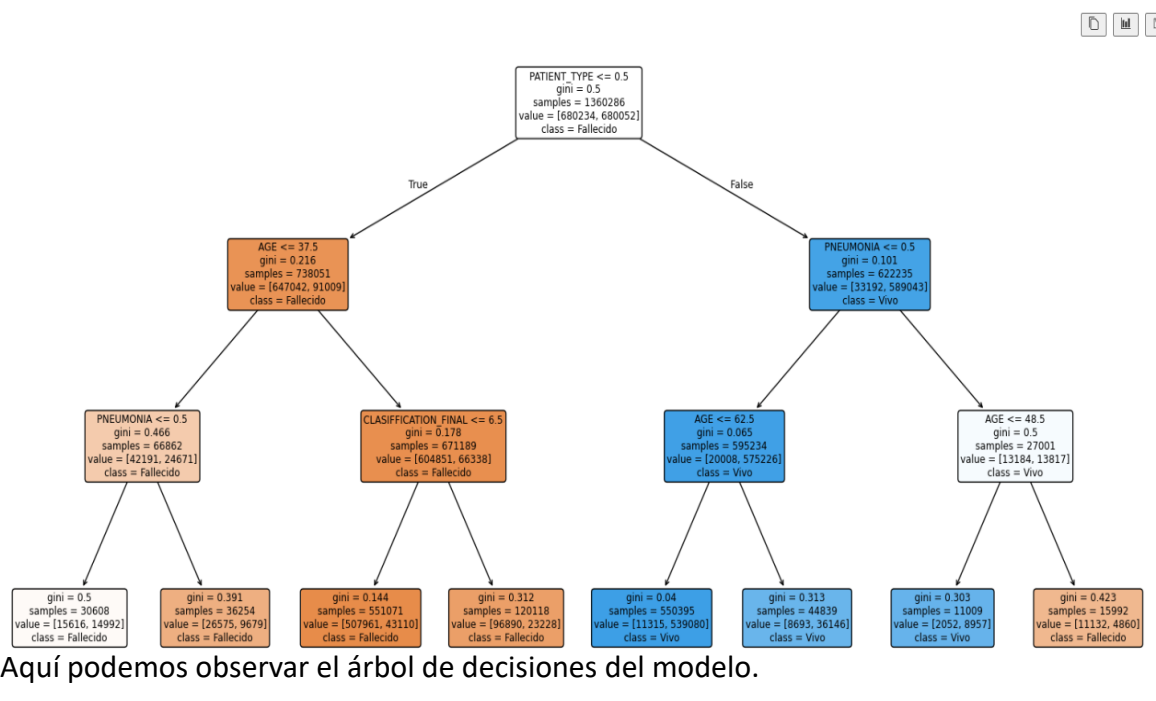 PATIENT_TYPE <= 0.5
gini = 0.5
samples = 1360286
value = [680234, 680052]
class = Fallecido
True
False
AGE <= 37.5
gini = 0.216
samples = 738051
value = [647042, 91009]
class = Fallecido
PNEUMONIA <= 0.5
gini = 0.101
samples = 622235
value = [33192, 589043]
class = Vivo
PNEUMONIA <= 0.5
gini = 0.466
samples = 66862
value = [42191, 24671]
class = Fallecido
CLASIFFICATION_FINAL <= 6.5
gini = 0.178
samples = 671189
value = [604851, 66338]
class = Fallecido
AGE <= 62.5
gini = 0.065
samples = 595234
value = [20008, 575226]
class = Vivo
AGE <= 48.5
gini = 0.5
samples = 27001
value = [13184, 13817]
class = Vivo
gini = 0.5
samples = 30608
value = [15616, 14992]
class = Fallecido
gini = 0.391
samples = 36254
value = [26575, 9679]
class = Fallecido
gini = 0.144
samples = 551071
value = [507961, 43110]
class = Fallecido
gini = 0.312
samples = 120118
value = [96890, 23228]
class = Fallecido
gini = 0.04
samples = 550395
value = [11315, 539080]
class = Vivo
gini = 0.313
samples = 44839
value = [8693, 36146]
class = Vivo
gini = 0.303
samples = 11009
value = [2052, 8957]
class = Vivo
gini = 0.423
samples = 15992
value = [11132, 4860]
class = Fallecido
Aquí podemos observar el árbol de decisiones del modelo.